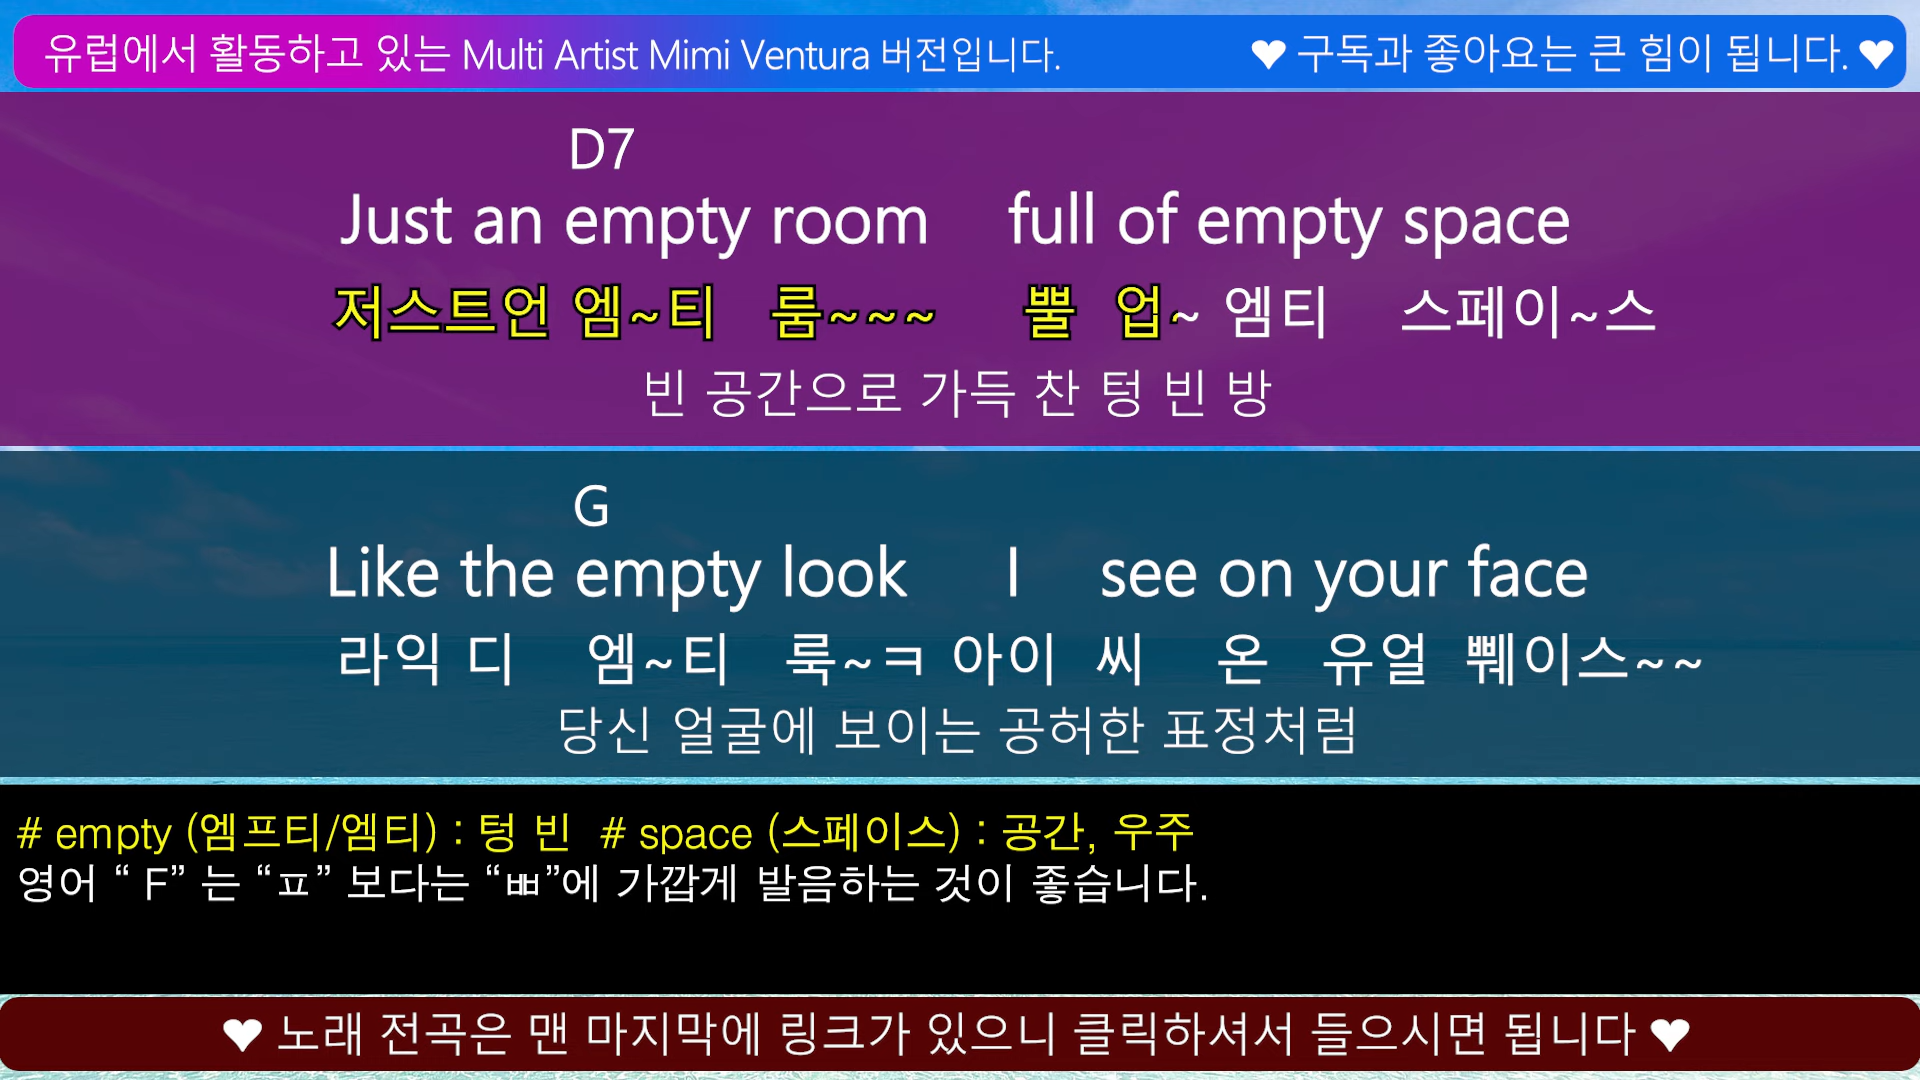 유럽에서 활동하고 있는 Multi Artist Mimi Ventura 버전입니다. ♥ 구독과 좋아요는 큰 힘이 됩니다. ♥
D7
Just an empty room full of empty space
저스트언 엠~티 룸~~~ 뿔 업~ 엠티 스페이~스
빈 공간으로 가득 찬 텅 빈 방
G
Like the empty look I see on your face
라익 디 엠~티 룩~ㅋ 아이 씨 온 유얼 쀄이스~~
당신 얼굴에 보이는 공허한 표정처럼
# empty (엠프티/엠티) : 텅 빈 # space (스페이스) : 공간, 우주
영어 “ F” 는 “ㅍ” 보다는 “ㅃ”에 가깝게 발음하는 것이 좋습니다.
♥ 노래 전곡은 맨 마지막에 링크가 있으니 클릭하셔서 들으시면 됩니다 ♥